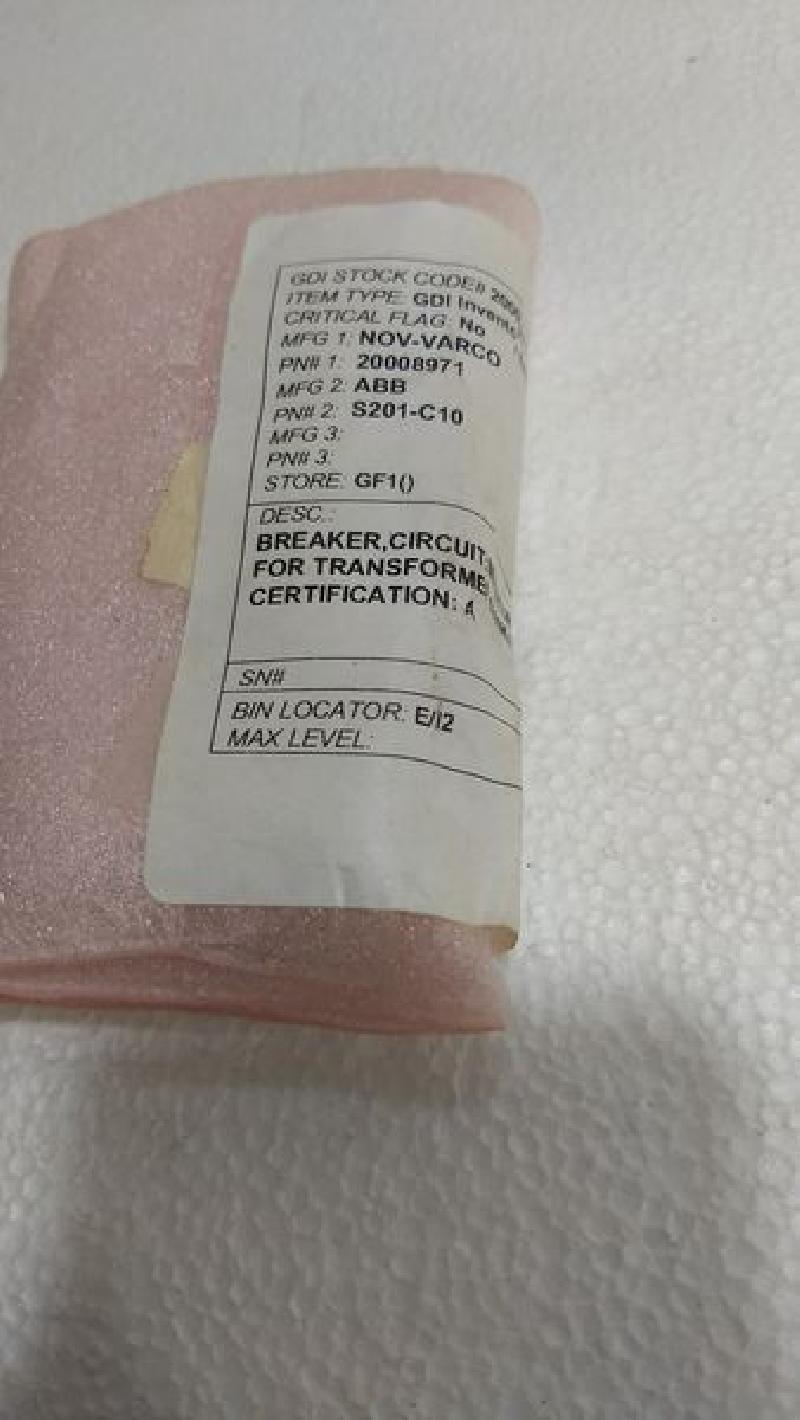 GDI STOCK CODE# 2000
ITEM TYPE: GDI Invento
CRITICAL FLAG: No
MFG 1: NOV-VARCO
PN# 1: 20008971
MFG 2: ABB
PN# 2: S201-C10
MFG 3:
PN# 3:
STORE: GF1()
DESC.:
BREAKER,CIRCUIT:
FOR TRANSFORME
CERTIFICATION: A
SN#
BIN LOCATOR: E/I2
MAX LEVEL: